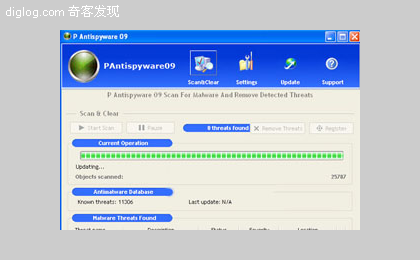 diglog.com 奇客发现
P Antispyware 09
PAntispyware09
Scan&Clear
Settings
Update
Support
P Antispyware 09 Scan For Malware And Remove Detected Threats
Scan & Clear
Start Scan
Pause
8 threats Found
Remove Threats
Register
Current Operation
Updating...
Objects scanned: 25787
Antimalware Database
Known threats: 11306
Last update: N/A
Malware Threats Found
Threat name
Description
Status
Severity
Location